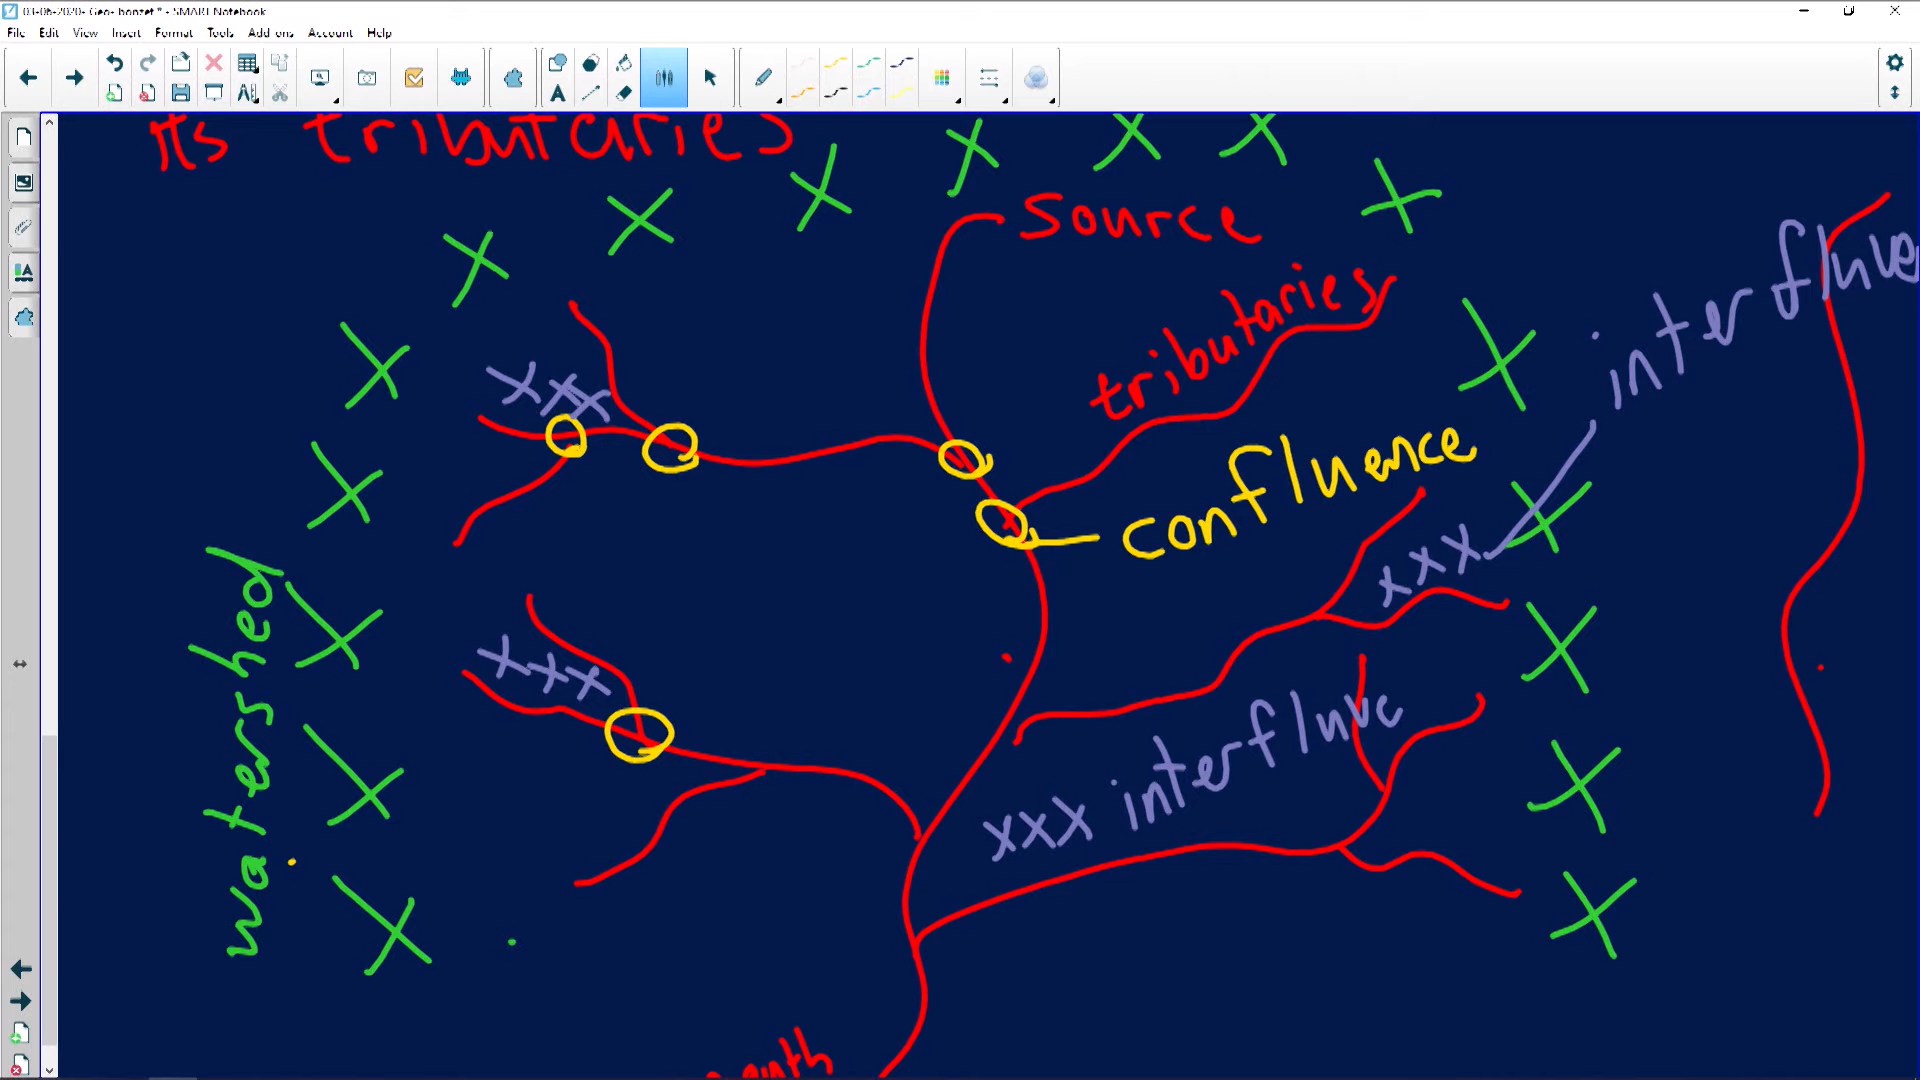 File Edit View Insert Format Tools Add-ons Account Help
Its tributaries
source
tributaries
interfluve
confluence
xxx
xxx
xxx
watershed
xxx interfluve